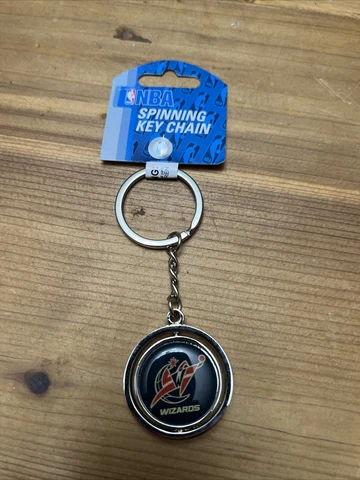 NBA
SPINNING
KEY CHAIN
WIZARDS